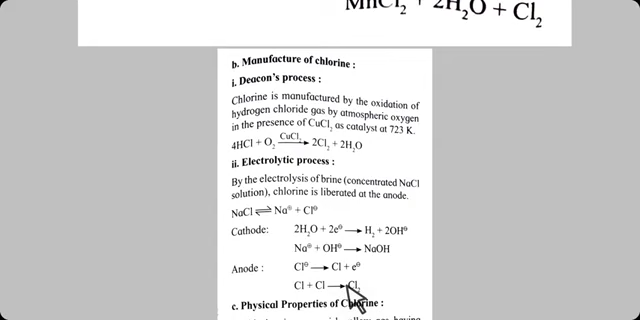 MnCl₂ + 2H₂O + Cl₂
b. Manufacture of chlorine :
i. Deacon's process :
Chlorine is manufactured by the oxidation of
hydrogen chloride gas by atmospheric oxygen
in the presence of CuCl₂ as catalyst at 723 K.
4HCl + O₂ —CuCl₂→ 2Cl₂ + 2H₂O
ii. Electrolytic process :
By the electrolysis of brine (concentrated NaCl
solution), chlorine is liberated at the anode.
NaCl ⇌ Na⊕ + Cl⊖
Cathode: 2H₂O + 2e⊖ → H₂ + 2OH⊖
Na⊕ + OH⊖ → NaOH
Anode : Cl⊖ → Cl + e⊖
Cl + Cl → Cl₂
c. Physical Properties of Chlorine :